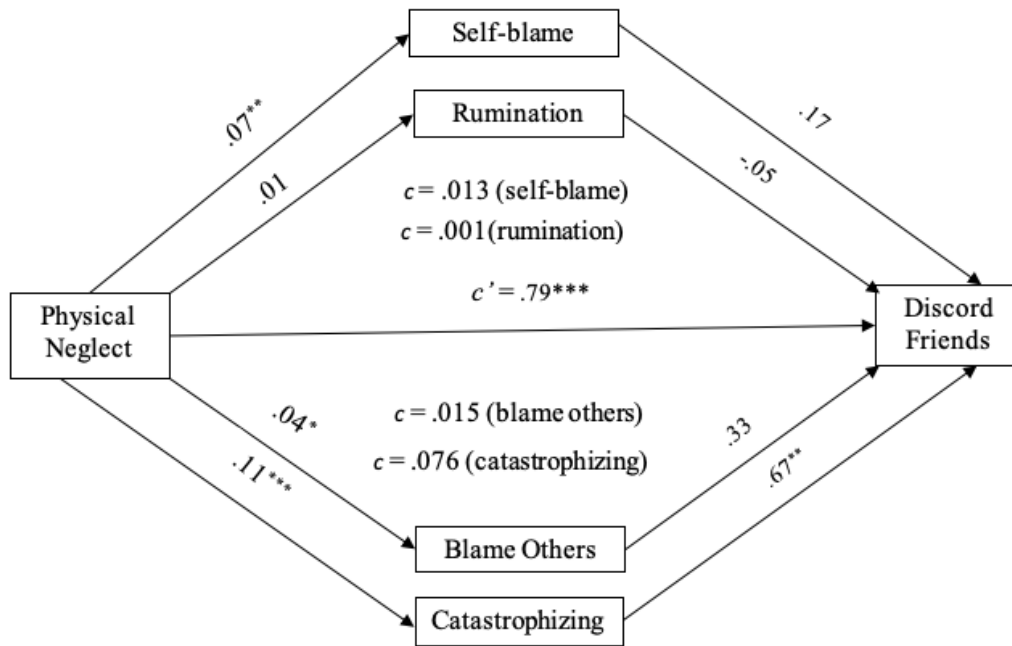 Self-blame
.07**
.17
Rumination
.01
-.05
c = .013 (self-blame)
c = .001(rumination)
c’ = .79***
Physical
Neglect
Discord
Friends
.04*
c = .015 (blame others)
.33
.11***
c = .076 (catastrophizing)
.67**
Blame Others
Catastrophizing